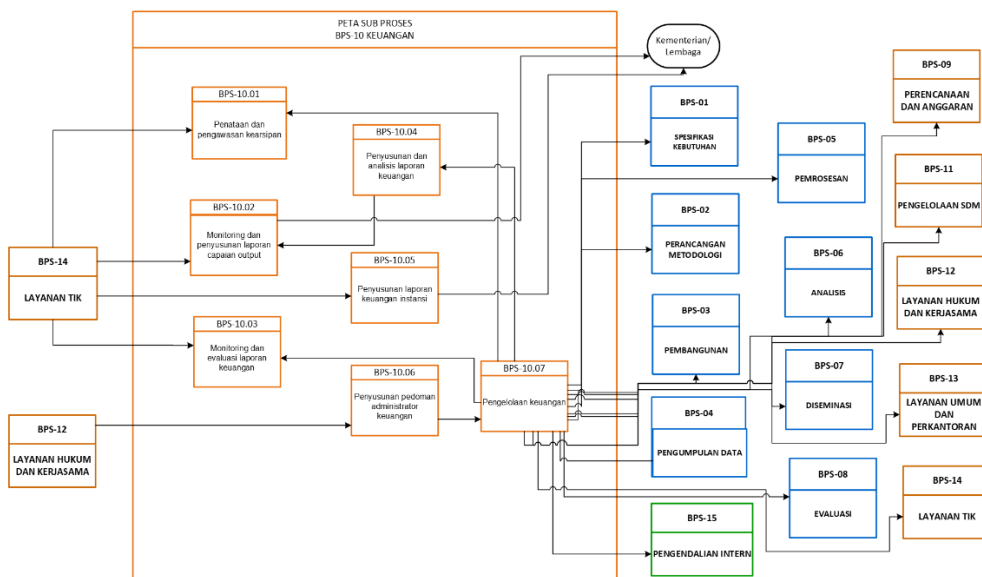 PETA SUB PROSES
BPS-10 KEUANGAN
Kementerian/
Lembaga
BPS-10.01
Penataan dan
pengawasan kearsipan
BPS-10.04
Penyusunan dan
analisis laporan
keuangan
BPS-10.02
Monitoring dan
penyusunan laporan
capaian output
BPS-10.05
Penyusunan laporan
keuangan instansi
BPS-10.03
Monitoring dan
evaluasi laporan
keuangan
BPS-10.06
Penyusunan pedoman
administrator
keuangan
BPS-10.07
Pengelolaan keuangan
BPS-14
LAYANAN TIK
BPS-12
LAYANAN HUKUM
DAN KERJASAMA
BPS-01
SPESIFIKASI
KEBUTUHAN
BPS-02
PERANCANGAN
METODOLOGI
BPS-03
PEMBANGUNAN
BPS-04
PENGUMPULAN DATA
BPS-15
PENGENDALIAN INTERN
BPS-05
PEMROSESAN
BPS-06
ANALISIS
BPS-07
DISEMINASI
BPS-08
EVALUASI
BPS-09
PERENCANAAN
DAN ANGGARAN
BPS-11
PENGELOLAAN SDM
BPS-12
LAYANAN HUKUM
DAN KERJASAMA
BPS-13
LAYANAN UMUM
DAN
PERKANTORAN
BPS-14
LAYANAN TIK